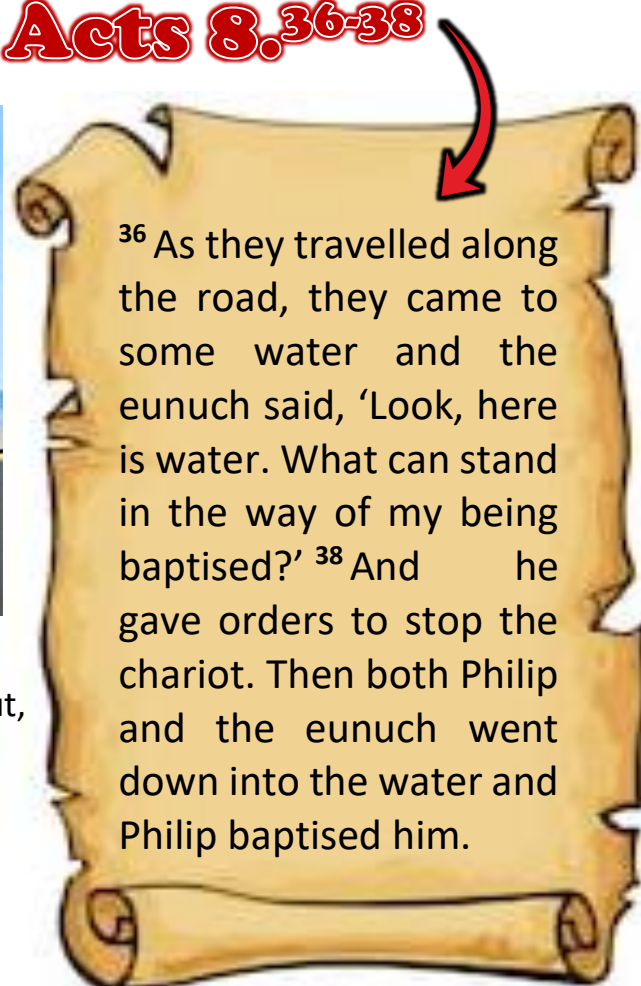 Acts 8.36-38
36 As they travelled along
the road, they came to
some water and the
eunuch said, ‘Look, here
is water. What can stand
in the way of my being
baptised?’ 38 And he
gave orders to stop the
chariot. Then both Philip
and the eunuch went
down into the water and
Philip baptised him.